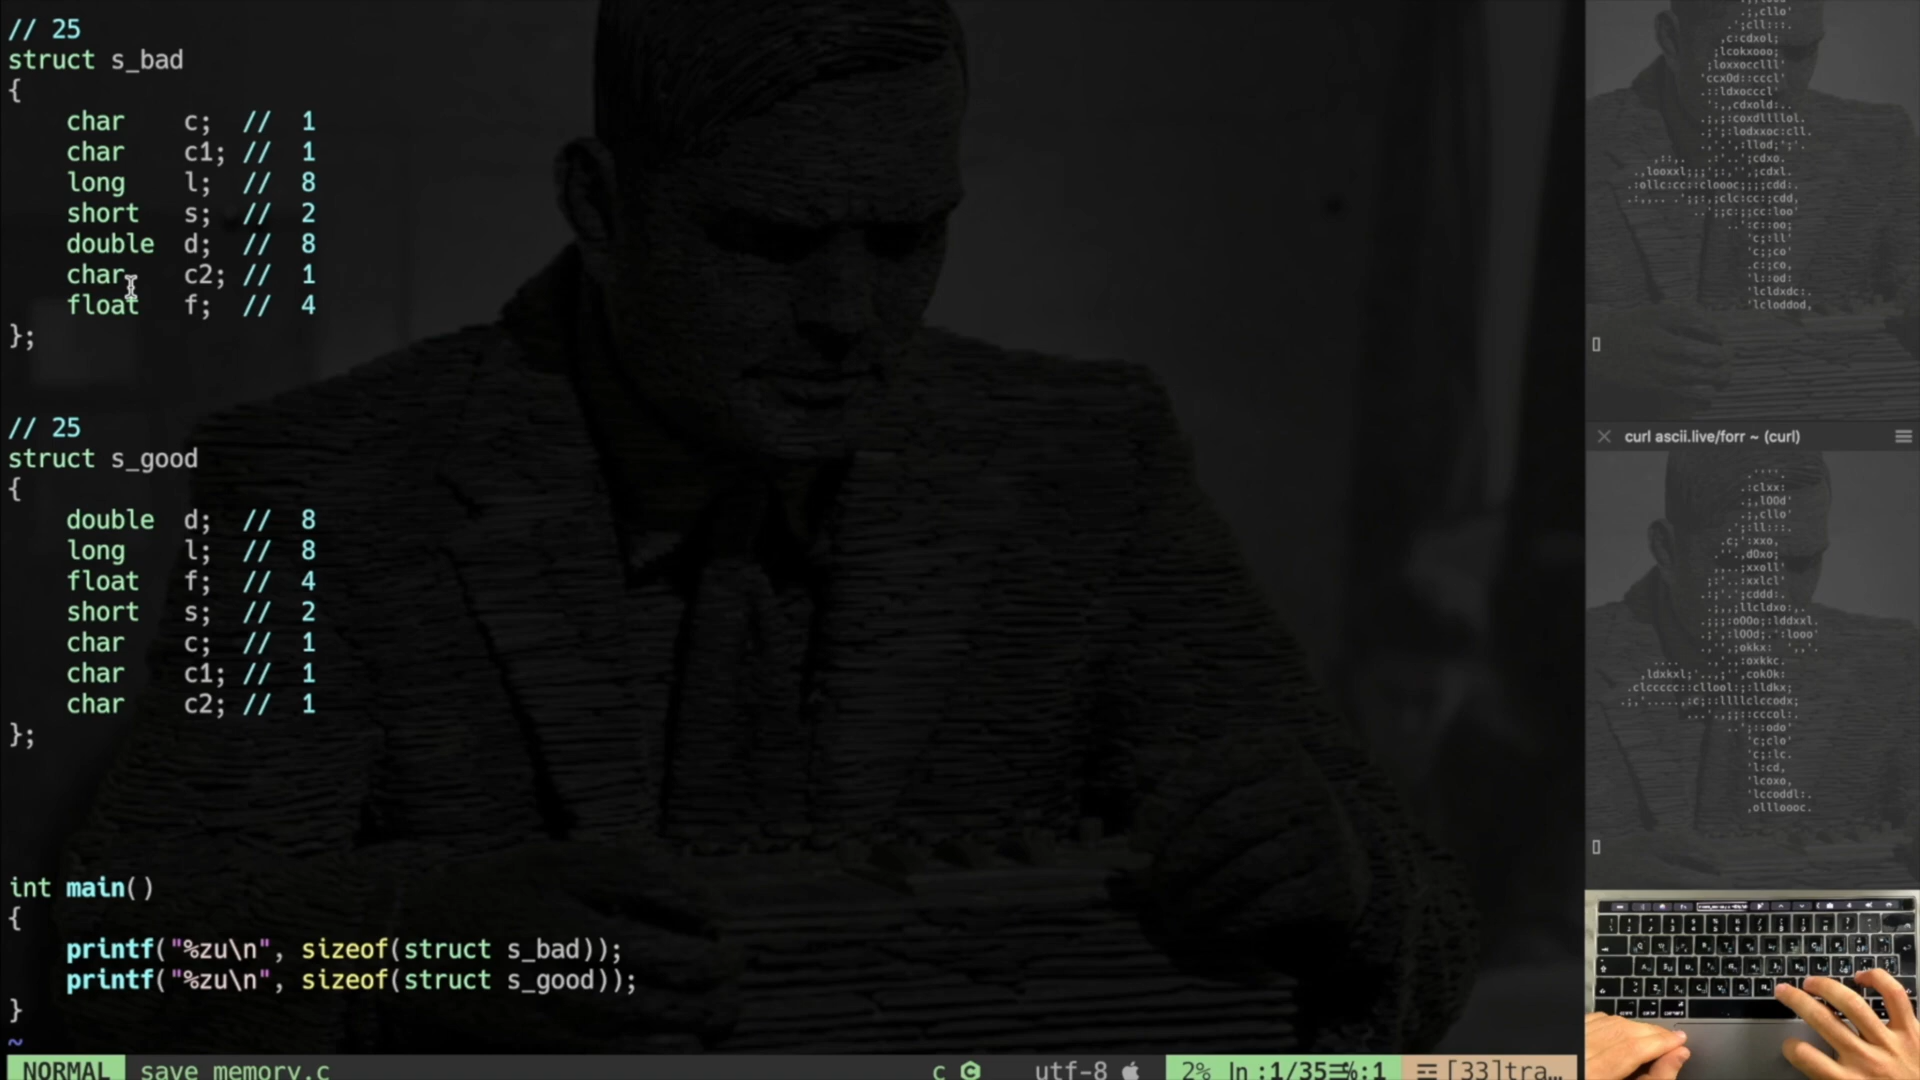 // 25
struct s_bad
{
    char    c;  //  1
    char    c1; //  1
    long    l;  //  8
    short   s;  //  2
    double  d;  //  8
    char    c2; //  1
    float   f;  //  4
};
// 25
struct s_good
{
    double  d;  //  8
    long    l;  //  8
    float   f;  //  4
    short   s;  //  2
    char    c;  //  1
    char    c1; //  1
    char    c2; //  1
};
int main()
{
    printf("%zu\n", sizeof(struct s_bad));
    printf("%zu\n", sizeof(struct s_good));
}
~
NORMAL save_memory.c c utf-8 2% ln :1/35 %:1 [33]tra…
curl ascii.live/forr ~ (curl)